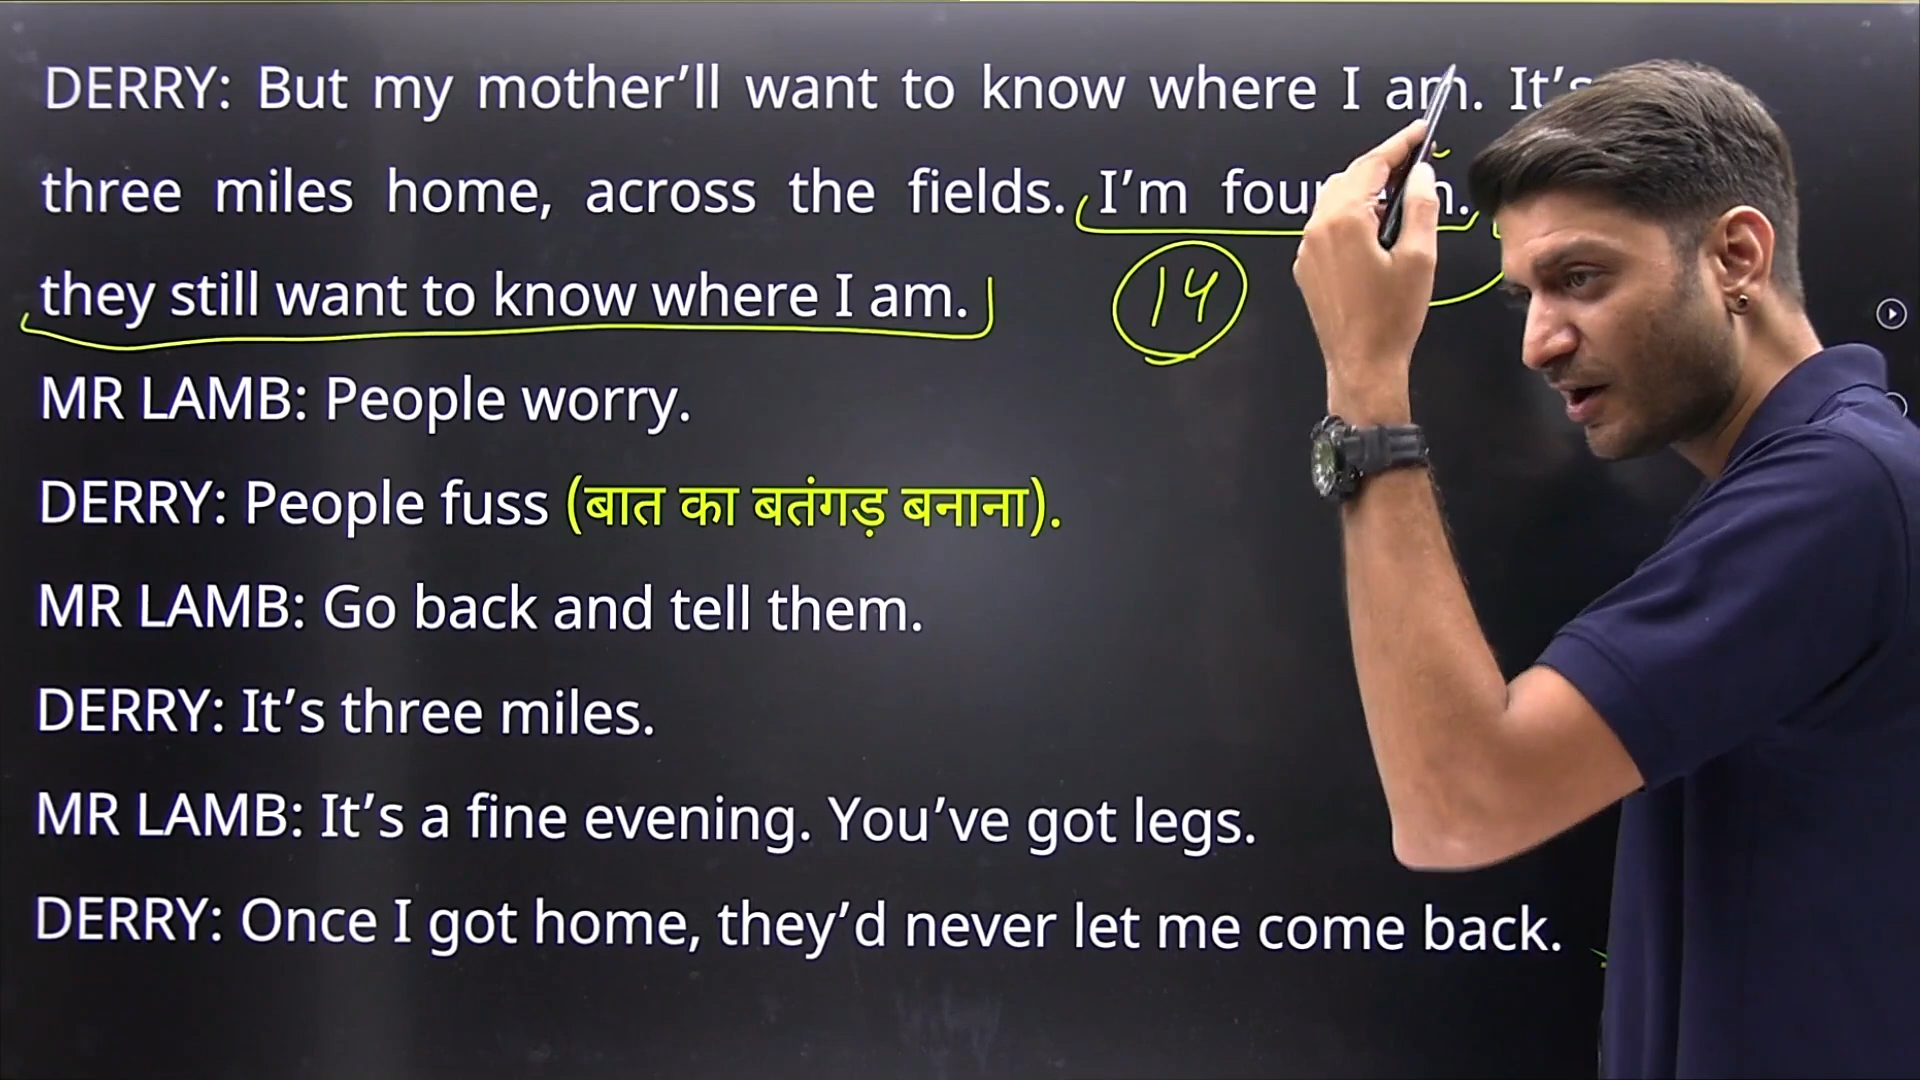 DERRY: But my mother’ll want to know where I am. It’s
three miles home, across the fields. I’m
they still want to know where I am.
14
MR LAMB: People worry.
DERRY: People fuss (बात का बतंगड़ बनाना).
MR LAMB: Go back and tell them.
DERRY: It’s three miles.
MR LAMB: It’s a fine evening. You’ve got legs.
DERRY: Once I got home, they’d never let me come back.